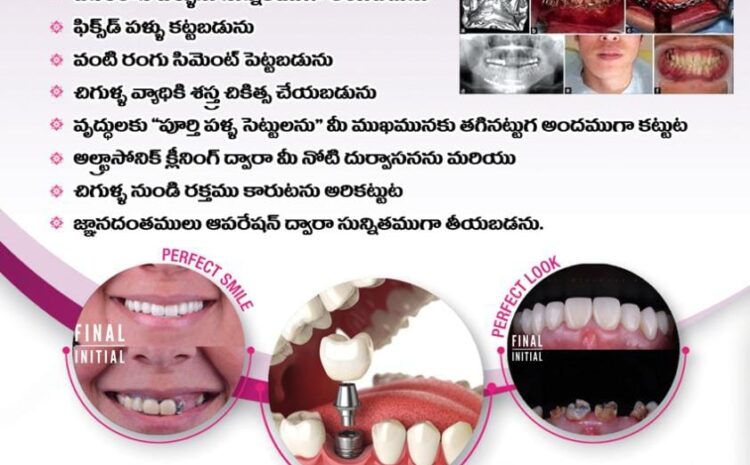 ఫిక్స్‌డ్ పళ్ళు కట్టబడును
వంటి రంగు సిమెంట్ పెట్టబడును
చిగుళ్ళ వ్యాధికి శస్త్ర చికిత్స చేయబడును
వృద్ధులకు “పూర్తి పళ్ళ సెట్టులను” మీ ముఖమునకు తగినట్టుగ అందముగా కట్టుట
అల్ట్రాసోనిక్ క్లీనింగ్ ద్వారా మీ నోటి దుర్వాసనను మరియు
చిగుళ్ళ నుండి రక్తము కారుటను అరికట్టుట
జ్ఞానదంతములు ఆపరేషన్ ద్వారా సున్నితముగా తీయబడను.
PERFECT SMILE
FINAL
INITIAL
PERFECT LOOK
FINAL
INITIAL
d
e
f